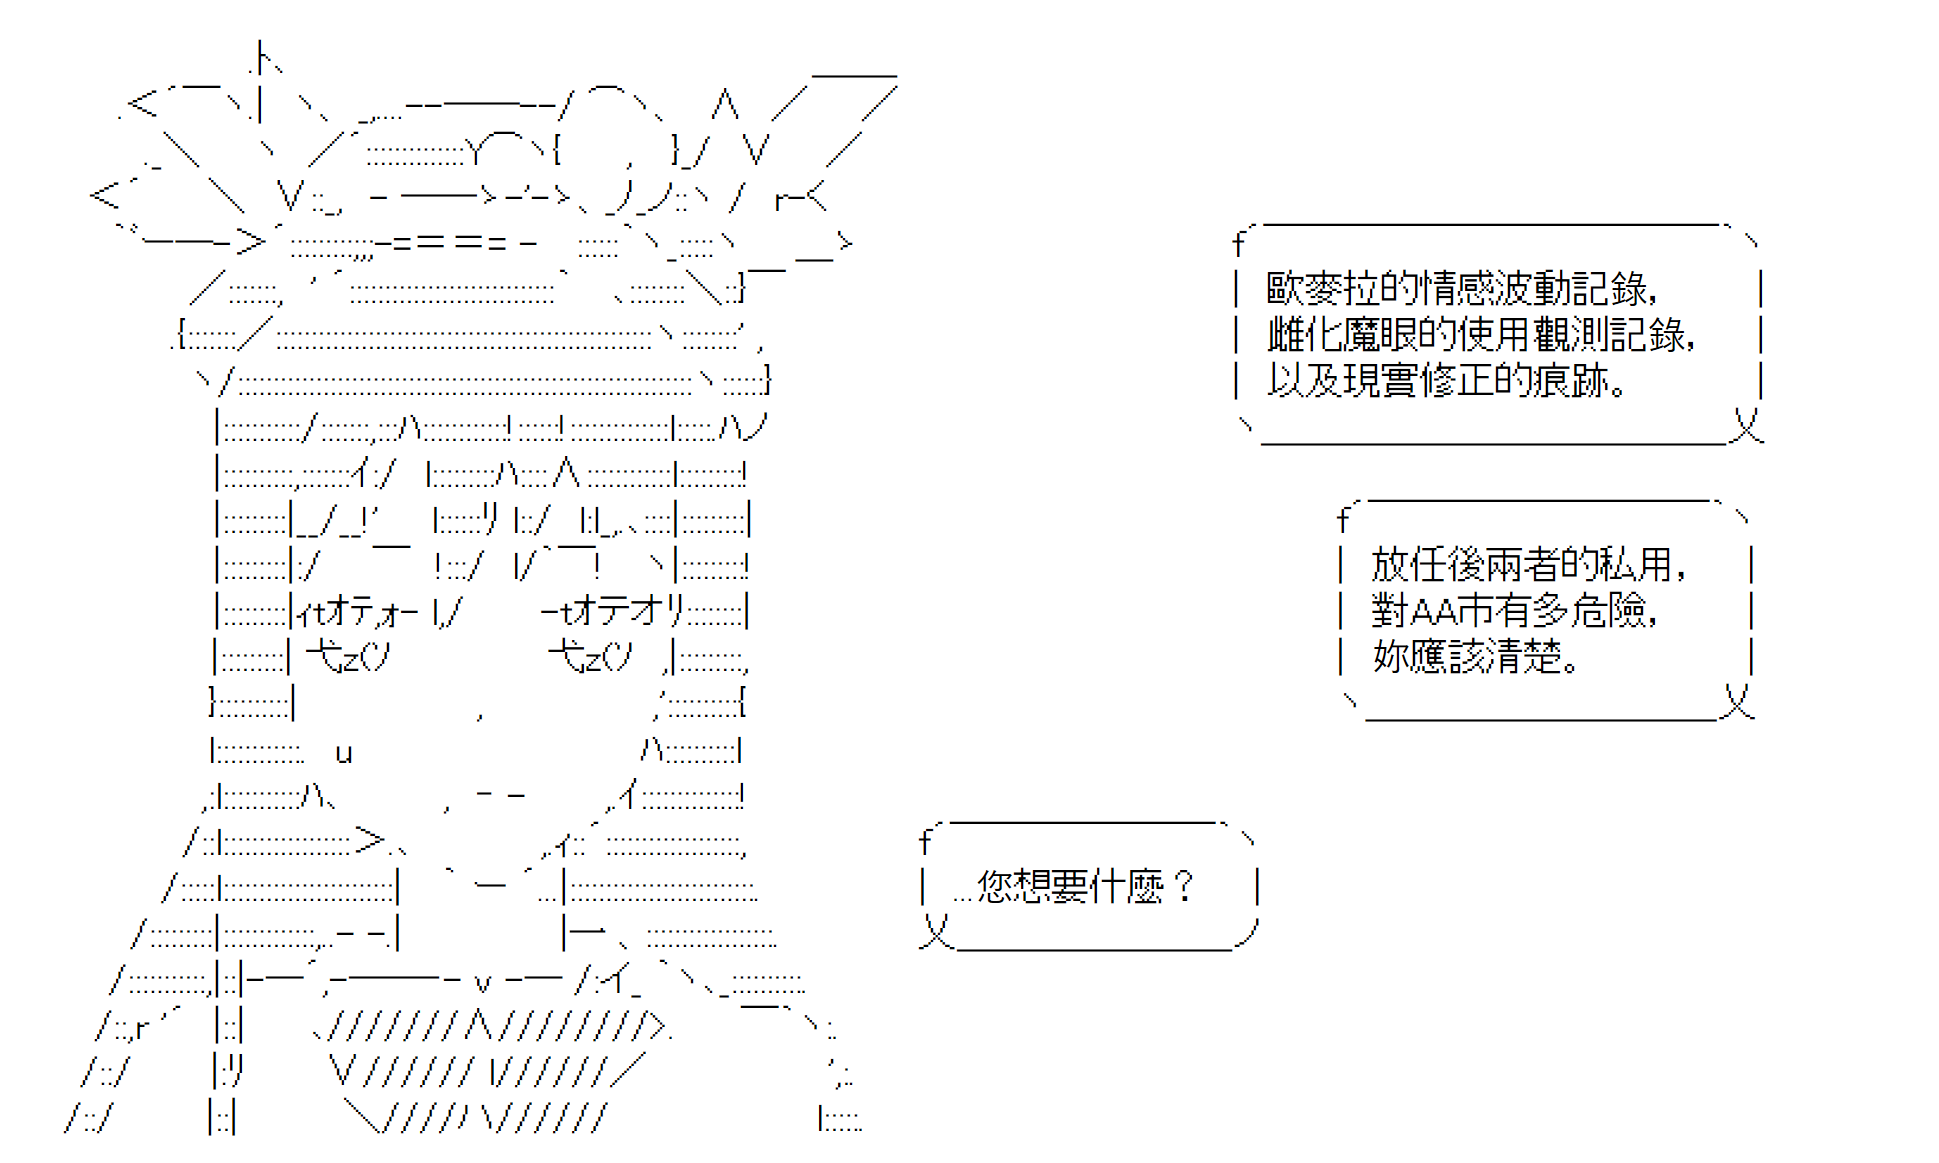 歐麥拉的情感波動記錄，
雌化魔眼的使用觀測記錄，
以及現實修正的痕跡。
放任後兩者的私用，
對AA市有多危險，
妳應該清楚。
…您想要什麼？